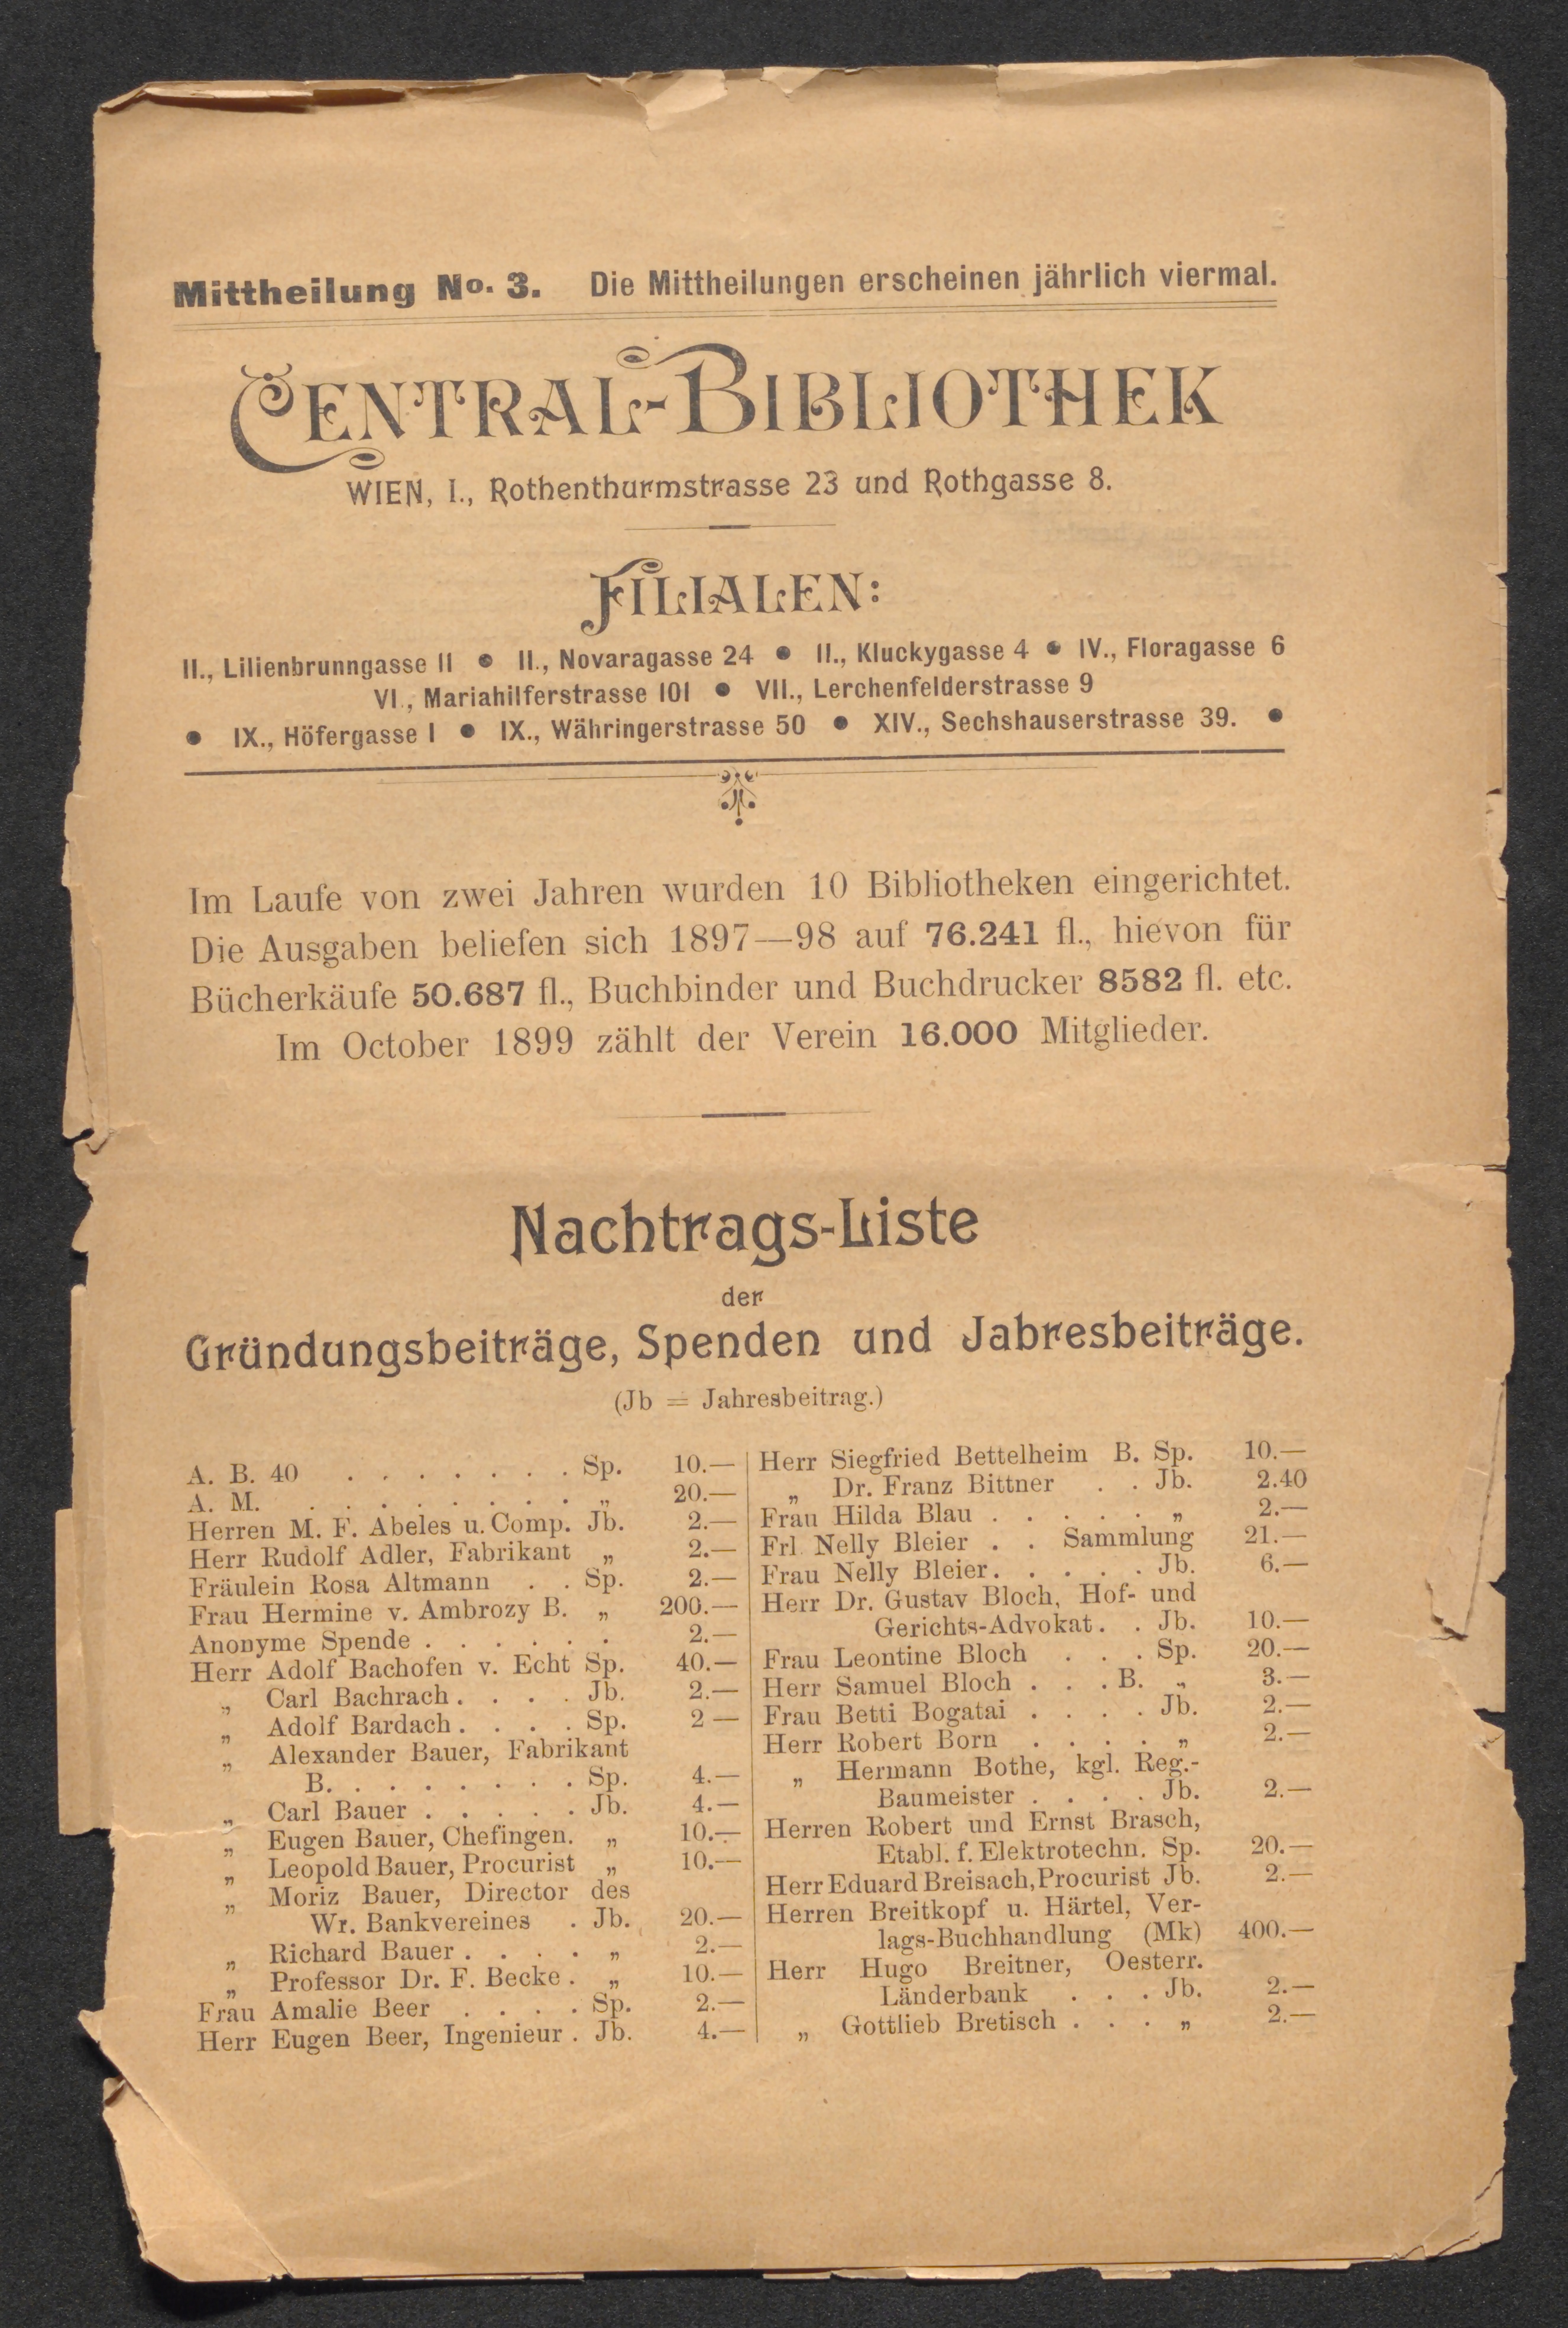 Mittheilung No. 3. Die Mittheilungen erscheinen jährlich viermal.
CENTRAL-BIBLIOTHEK
WIEN, I., Rothenthurmstrasse 23 und Rothgasse 8.
FILIALEN:
II., Lilienbrunngasse 11 ● II., Novaragasse 24 ● II., Kluckygasse 4 ● IV., Floragasse 6
VI., Mariahilferstrasse 101 ● VII., Lerchenfelderstrasse 9
● IX., Höfergasse 1 ● IX., Währingerstrasse 50 ● XIV., Sechshauserstrasse 39. ●
Im Laufe von zwei Jahren wurden 10 Bibliotheken eingerichtet.
Die Ausgaben beliefen sich 1897—98 auf 76.241 fl., hievon für
Bücherkäufe 50.687 fl., Buchbinder und Buchdrucker 8582 fl. etc.
Im October 1899 zählt der Verein 16.000 Mitglieder.
Nachtrags-Liste
der
Gründungsbeiträge, Spenden und Jabresbeiträge.
(Jb = Jahresbeitrag.)
A. B. 40 . . . . . . . Sp. 10.—
A. M. . . . . . . . . „ 20.—
Herren M. F. Abeles u. Comp. Jb. 2.—
Herr Rudolf Adler, Fabrikant „ 2.—
Fräulein Rosa Altmann . . Sp. 2.—
Frau Hermine v. Ambrozy B. „ 200.—
Anonyme Spende . . . . . . 2.—
Herr Adolf Bachofen v. Echt Sp. 40.—
„ Carl Bachrach . . . . Jb. 2.—
„ Adolf Bardach . . . . Sp. 2 —
„ Alexander Bauer, Fabrikant
B. . . . . . . . Sp. 4.—
„ Carl Bauer . . . . . Jb. 4.—
„ Eugen Bauer, Chefingen. „ 10.—
„ Leopold Bauer, Procurist „ 10.—
„ Moriz Bauer, Director des
Wr. Bankvereines . Jb. 20.—
„ Richard Bauer . . . . „ 2.—
„ Professor Dr. F. Becke . „ 10.—
Frau Amalie Beer . . . . Sp. 2.—
Herr Eugen Beer, Ingenieur . Jb. 4.—
Herr Siegfried Bettelheim B. Sp. 10.—
„ Dr. Franz Bittner . . Jb. 2.40
Frau Hilda Blau . . . . . „ 2.—
Frl. Nelly Bleier . . Sammlung 21.—
Frau Nelly Bleier . . . . . Jb. 6.—
Herr Dr. Gustav Bloch, Hof- und
Gerichts-Advokat . . Jb. 10.—
Frau Leontine Bloch . . . Sp. 20.—
Herr Samuel Bloch . . . B. „ 3.—
Frau Betti Bogatai . . . . Jb. 2.—
Herr Robert Born . . . . „ 2.—
„ Hermann Bothe, kgl. Reg.-
Baumeister . . . . Jb. 2.—
Herren Robert und Ernst Brasch,
Etabl. f. Elektrotechn. Sp. 20.—
Herr Eduard Breisach, Procurist Jb. 2.—
Herren Breitkopf u. Härtel, Ver-
lags-Buchhandlung (Mk) 400.—
Herr Hugo Breitner, Oesterr.
Länderbank . . . Jb. 2.—
„ Gottlieb Bretisch . . . „ 2.—